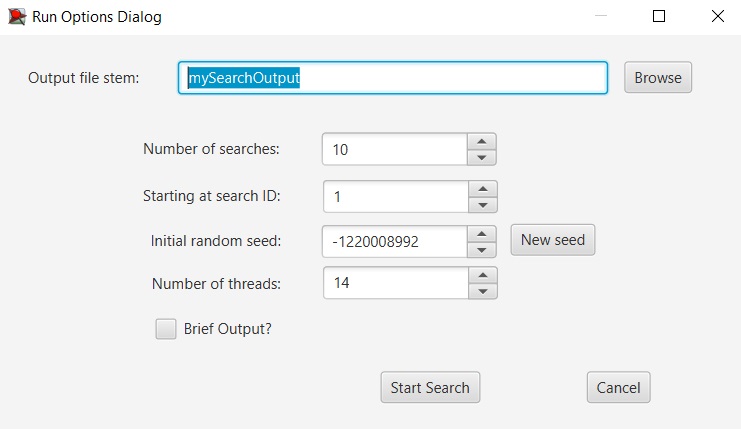 Run Options Dialog
Output file stem: mySearchOutput Browse
Number of searches: 10
Starting at search ID: 1
Initial random seed: -1220008992 New seed
Number of threads: 14
Brief Output?
Start Search Cancel